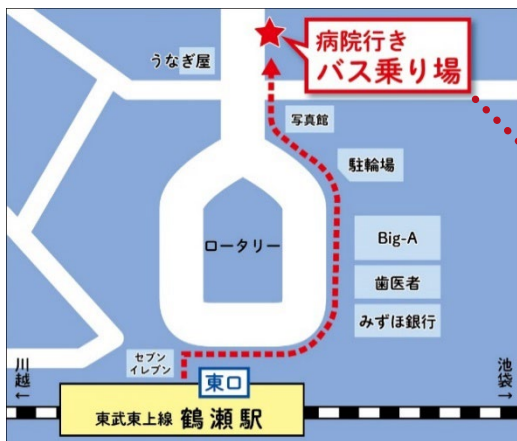 病院行き
バス乗り場
うなぎ屋
写真館
駐輪場
ロータリー
Big-A
歯医者
みずほ銀行
セブン
イレブン
東口
川越←
池袋→
東武東上線 鶴瀬駅